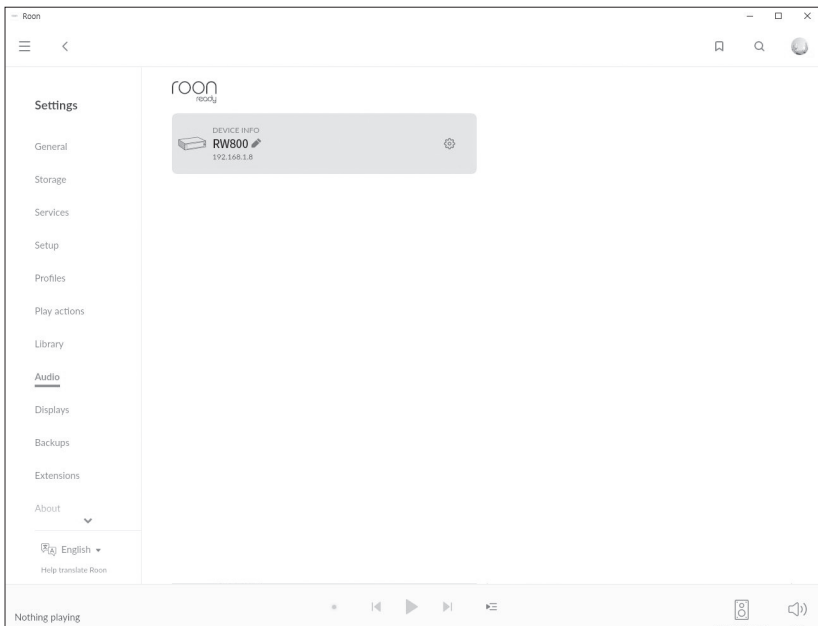 Roon
roon
ready
Settings
General
Storage
Services
Setup
Profiles
Play actions
Library
Audio
Displays
Backups
Extensions
About
English
Help translate Roon
DEVICE INFO
RW800
192.168.1.8
Nothing playing